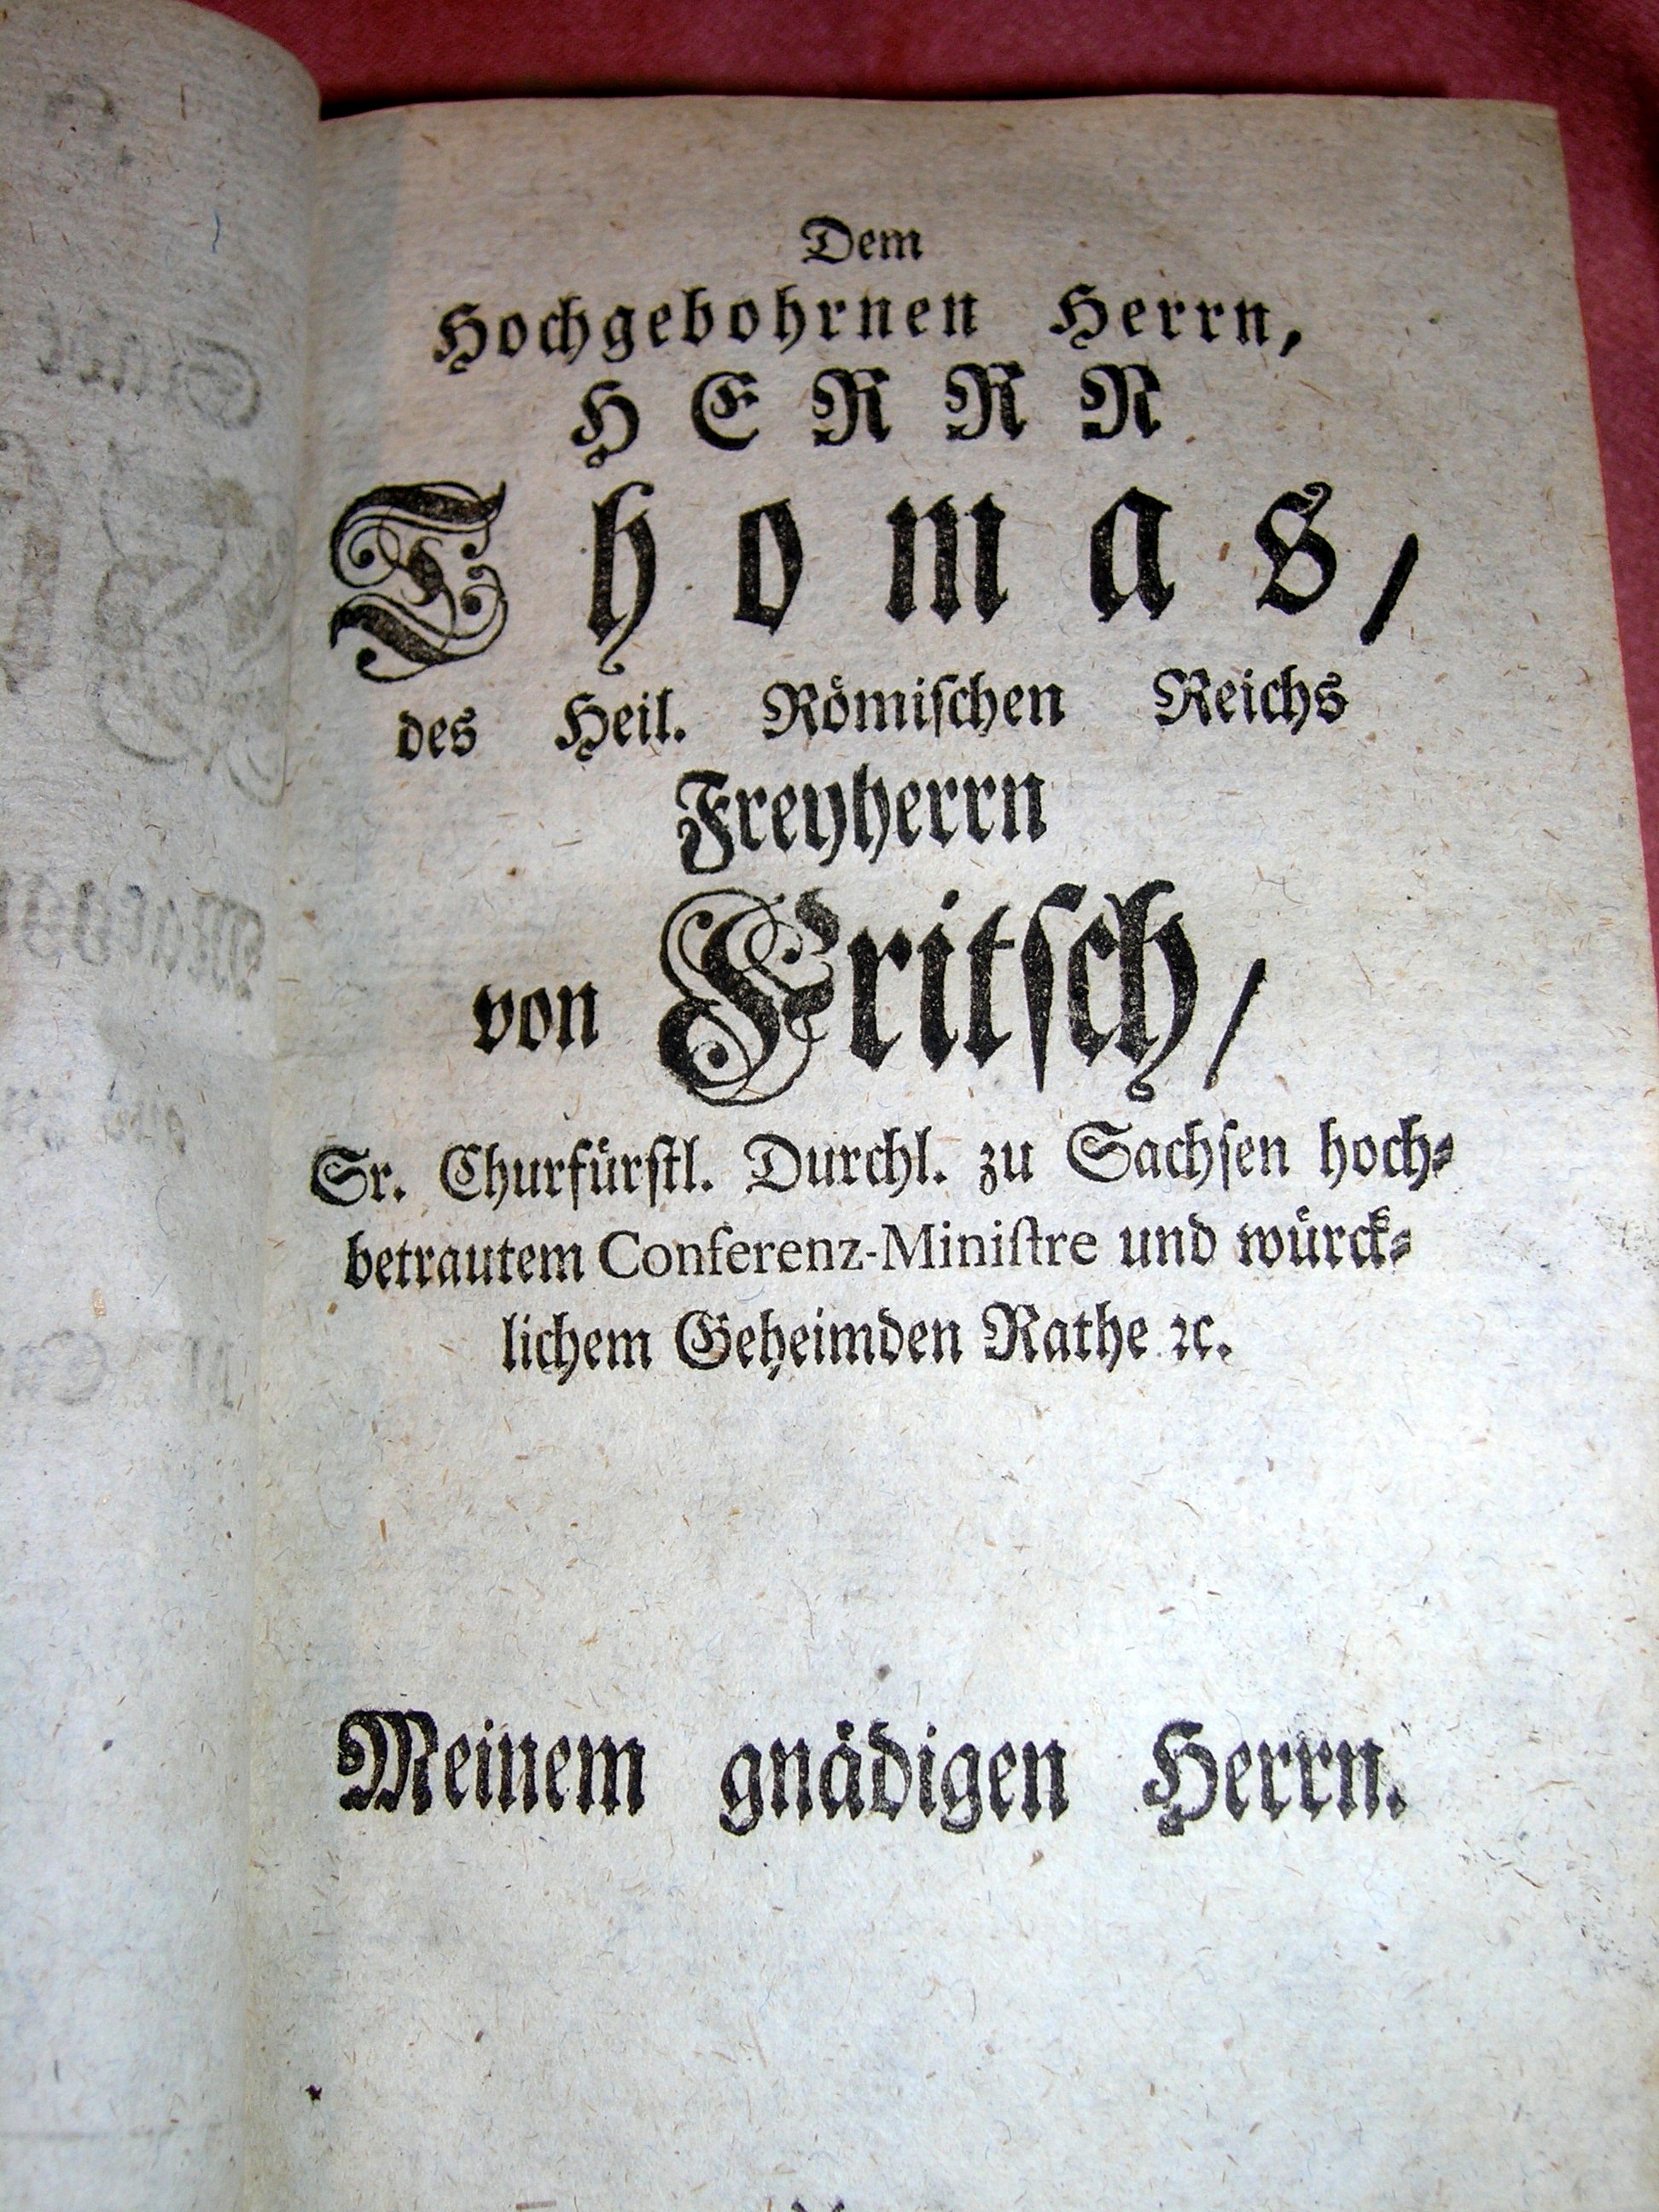 Dem
Hochgebohrnen Herrn,
HERRN
Thomas,
des Heil. Römiſchen Reichs
Freyherrn
von Fritſch,
Sr. Churfürſtl. Durchl. zu Sachſen hoch⸗
betrautem Conferenz-Miniſtre und würck⸗
lichem Geheimden Rathe ꝛc.
Meinem gnädigen Herrn.